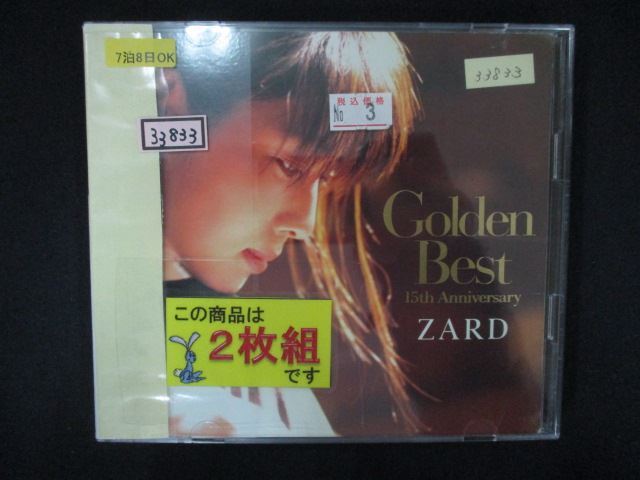 7泊8日OK
33833
税込価格
No 3
33833
Golden
Best
15th Anniversary
ZARD
この商品は
2枚組
です